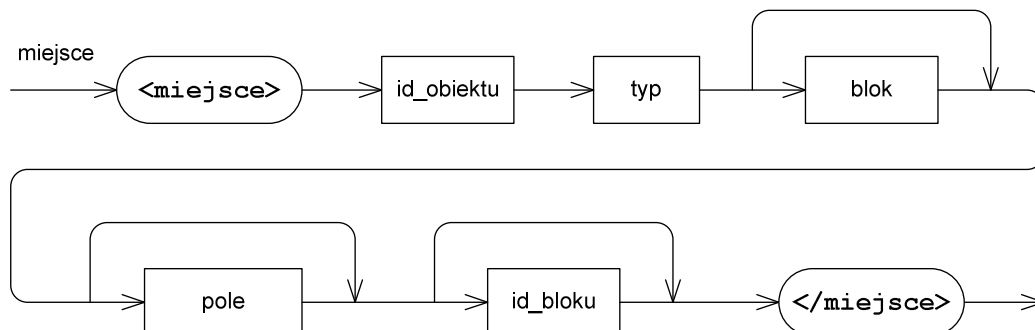 miejsce
<miejsce> id_obiektu typ blok
pole id_bloku </miejsce>